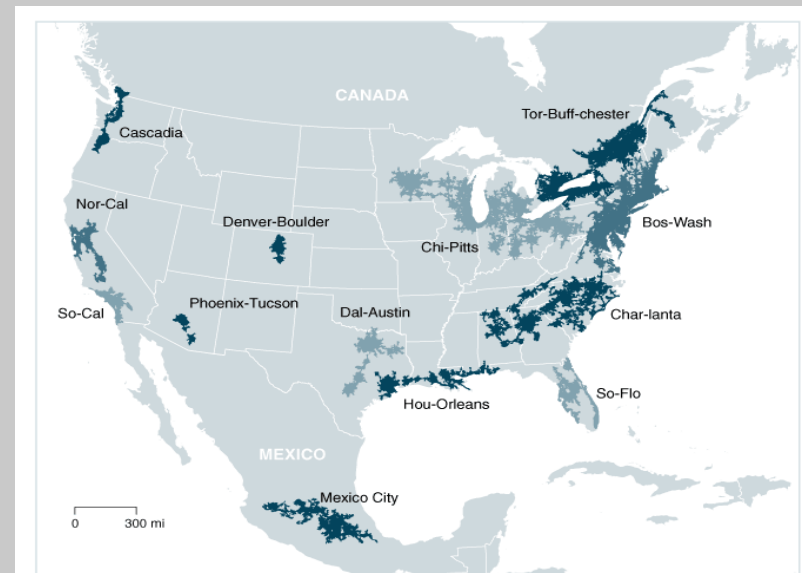 CANADA
Tor-Buff-chester
Cascadia
Nor-Cal
Denver-Boulder
Bos-Wash
Chi-Pitts
So-Cal
Phoenix-Tucson
Dal-Austin
Char-lanta
So-Flo
Hou-Orleans
MEXICO
Mexico City
0 300 mi